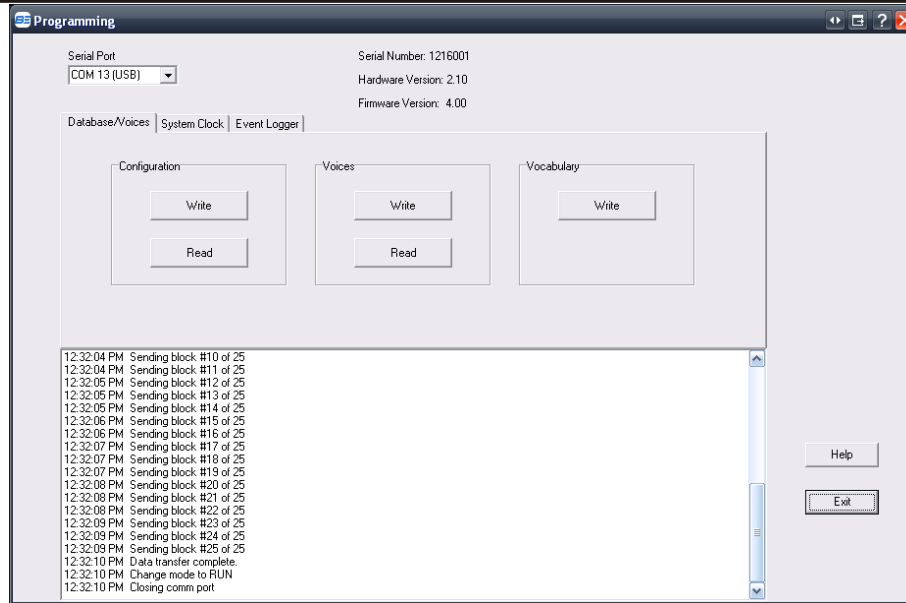 Programming
Serial Port
COM 13 (USB)
Serial Number: 1216001
Hardware Version: 2.10
Firmware Version: 4.00
Database/Voices System Clock Event Logger
Configuration Voices Vocabulary
Write Write Write
Read Read
12:32:04 PM Sending block #10 of 25
12:32:04 PM Sending block #11 of 25
12:32:05 PM Sending block #12 of 25
12:32:05 PM Sending block #13 of 25
12:32:05 PM Sending block #14 of 25
12:32:06 PM Sending block #15 of 25
12:32:06 PM Sending block #16 of 25
12:32:07 PM Sending block #17 of 25
12:32:07 PM Sending block #18 of 25
12:32:07 PM Sending block #19 of 25
12:32:08 PM Sending block #20 of 25
12:32:08 PM Sending block #21 of 25
12:32:08 PM Sending block #22 of 25
12:32:09 PM Sending block #23 of 25
12:32:09 PM Sending block #24 of 25
12:32:09 PM Sending block #25 of 25
12:32:10 PM Data transfer complete.
12:32:10 PM Change mode to RUN
12:32:10 PM Closing comm port
Help
Exit